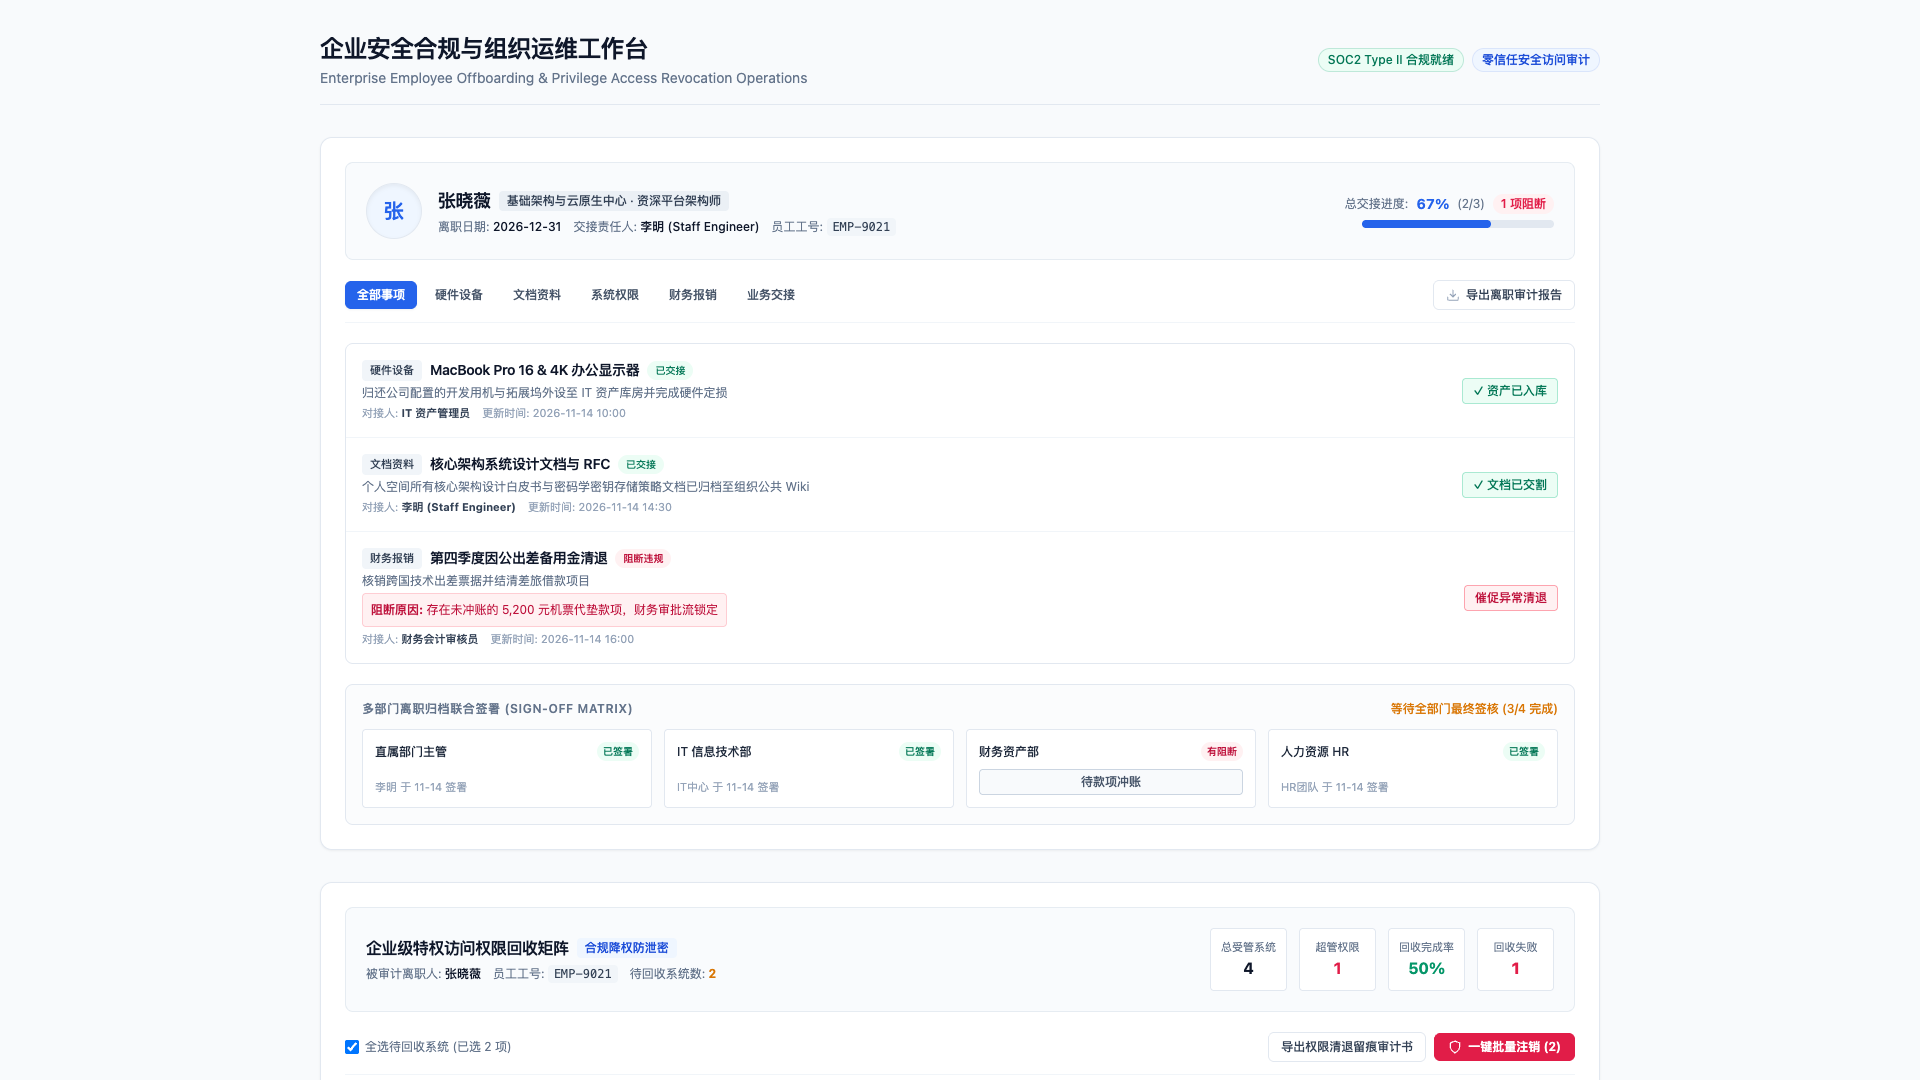 企业安全合规与组织运维工作台
Enterprise Employee Offboarding & Privilege Access Revocation Operations
SOC2 Type II 合规就绪
零信任安全访问审计
张
张晓薇
基础架构与云原生中心 · 资深平台架构师
离职日期: 2026-12-31 交接责任人: 李明 (Staff Engineer) 员工工号: EMP-9021
总交接进度: 67% (2/3) 1 项阻断
全部事项
硬件设备
文档资料
系统权限
财务报销
业务交接
导出离职审计报告
硬件设备 MacBook Pro 16 & 4K 办公显示器 已交接
归还公司配置的开发用机与拓展坞外设至 IT 资产库房并完成硬件定损
对接人: IT 资产管理员 更新时间: 2026-11-14 10:00
✓ 资产已入库
文档资料 核心架构系统设计文档与 RFC 已交接
个人空间所有核心架构设计白皮书与密码学密钥存储策略文档已归档至组织公共 Wiki
对接人: 李明 (Staff Engineer) 更新时间: 2026-11-14 14:30
✓ 文档已交割
财务报销 第四季度因公出差备用金清退 阻断违规
核销跨国技术出差票据并结清差旅借款项目
阻断原因: 存在未冲账的 5,200 元机票代垫款项，财务审批流锁定
对接人: 财务会计审核员 更新时间: 2026-11-14 16:00
催促异常清退
多部门离职归档联合签署 (SIGN-OFF MATRIX)
等待全部门最终签核 (3/4 完成)
直属部门主管 已签署
李明 于 11-14 签署
IT 信息技术部 已签署
IT中心 于 11-14 签署
财务资产部 有阻断
待款项冲账
人力资源 HR 已签署
HR团队 于 11-14 签署
企业级特权访问权限回收矩阵 合规降权防泄密
被审计离职人: 张晓薇 员工工号: EMP-9021 待回收系统数: 2
总受管系统
4
超管权限
1
回收完成率
50%
回收失败
1
全选待回收系统 (已选 2 项)
导出权限清退留痕审计书
一键批量注销 (2)